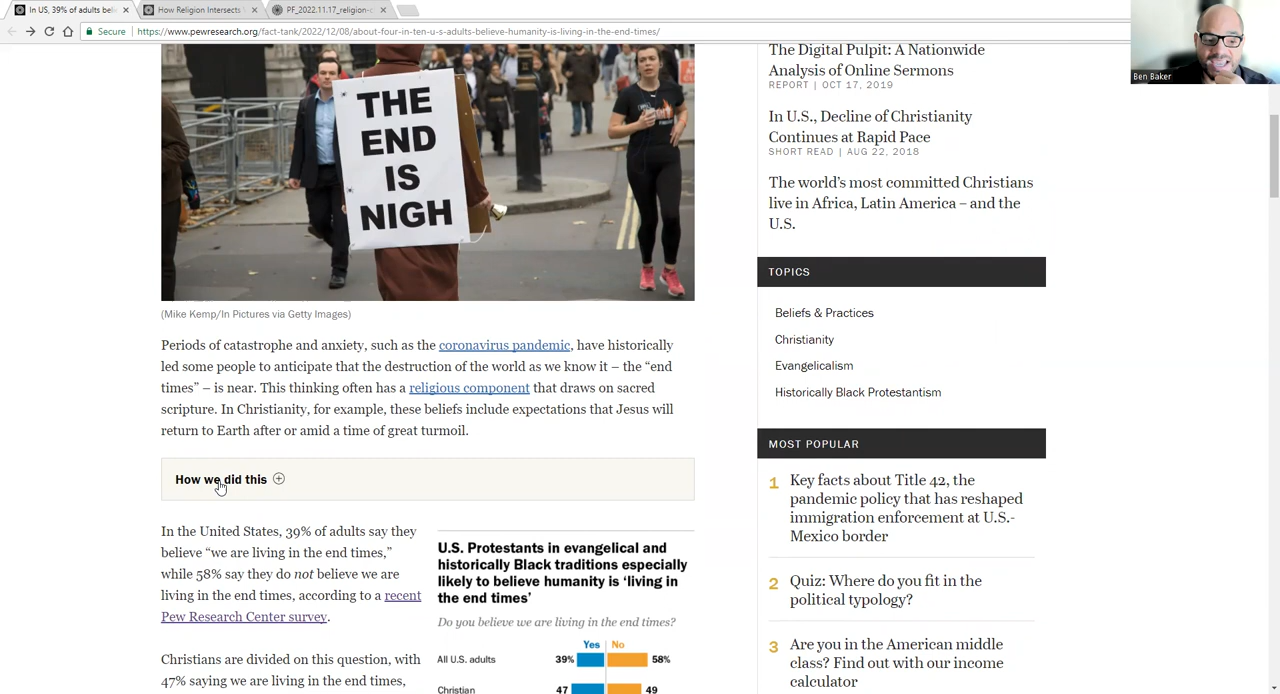 In US, 39% of adults beli
How Religion Intersects
PF_2022.11.17_religion-c
Secure
https://www.pewresearch.org/fact-tank/2022/12/08/about-four-in-ten-u-s-adults-believe-humanity-is-living-in-the-end-times/
Ben Baker
THE
END
IS
NIGH
(Mike Kemp/In Pictures via Getty Images)
Periods of catastrophe and anxiety, such as the coronavirus pandemic, have historically
led some people to anticipate that the destruction of the world as we know it – the “end
times” – is near. This thinking often has a religious component that draws on sacred
scripture. In Christianity, for example, these beliefs include expectations that Jesus will
return to Earth after or amid a time of great turmoil.
How we did this
In the United States, 39% of adults say they
believe “we are living in the end times,”
while 58% say they do not believe we are
living in the end times, according to a recent
Pew Research Center survey.
Christians are divided on this question, with
47% saying we are living in the end times,
U.S. Protestants in evangelical and
historically Black traditions especially
likely to believe humanity is ‘living in
the end times’
Do you believe we are living in the end times?
Yes No
All U.S. adults 39% 58%
Christian 47 49
The Digital Pulpit: A Nationwide
Analysis of Online Sermons
REPORT | OCT 17, 2019
In U.S., Decline of Christianity
Continues at Rapid Pace
SHORT READ | AUG 22, 2018
The world’s most committed Christians
live in Africa, Latin America – and the
U.S.
TOPICS
Beliefs & Practices
Christianity
Evangelicalism
Historically Black Protestantism
MOST POPULAR
1 Key facts about Title 42, the
pandemic policy that has reshaped
immigration enforcement at U.S.-
Mexico border
2 Quiz: Where do you fit in the
political typology?
3 Are you in the American middle
class? Find out with our income
calculator